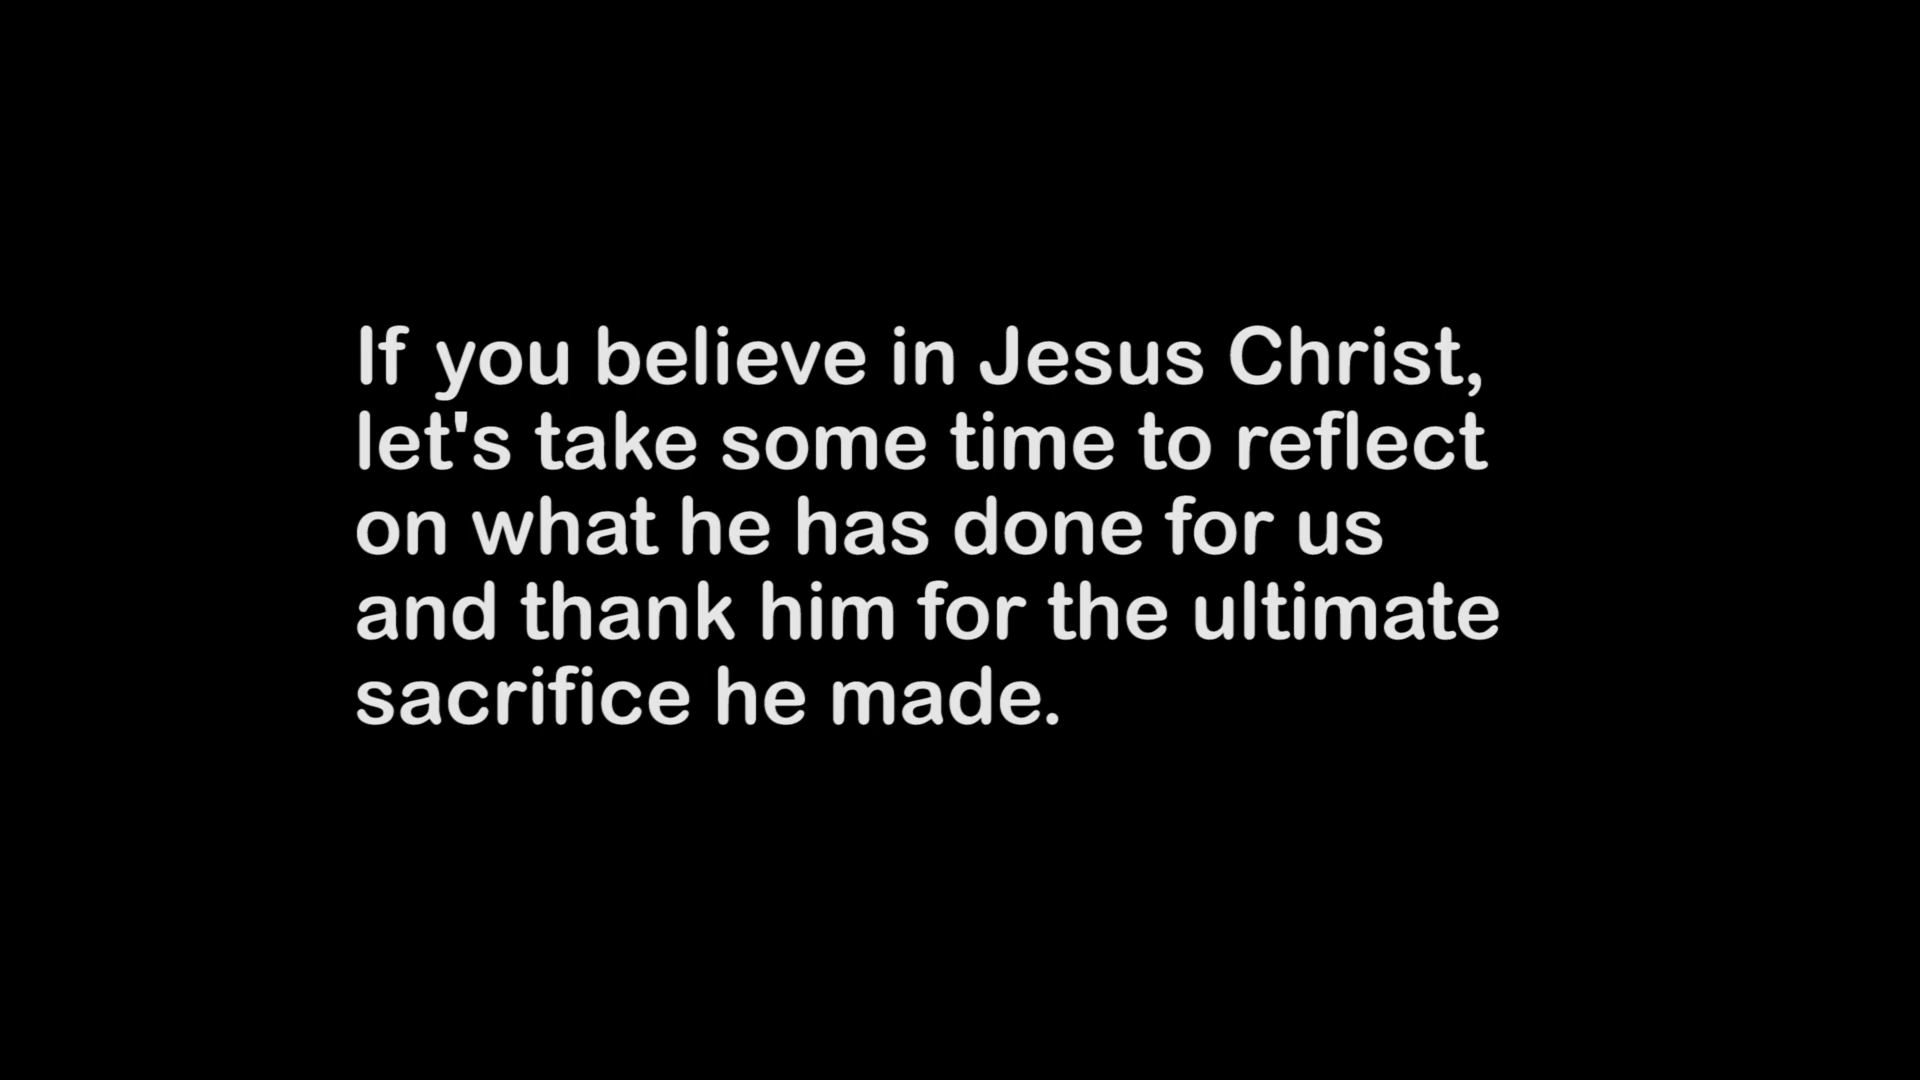 If you believe in Jesus Christ,
let's take some time to reflect
on what he has done for us
and thank him for the ultimate
sacrifice he made.